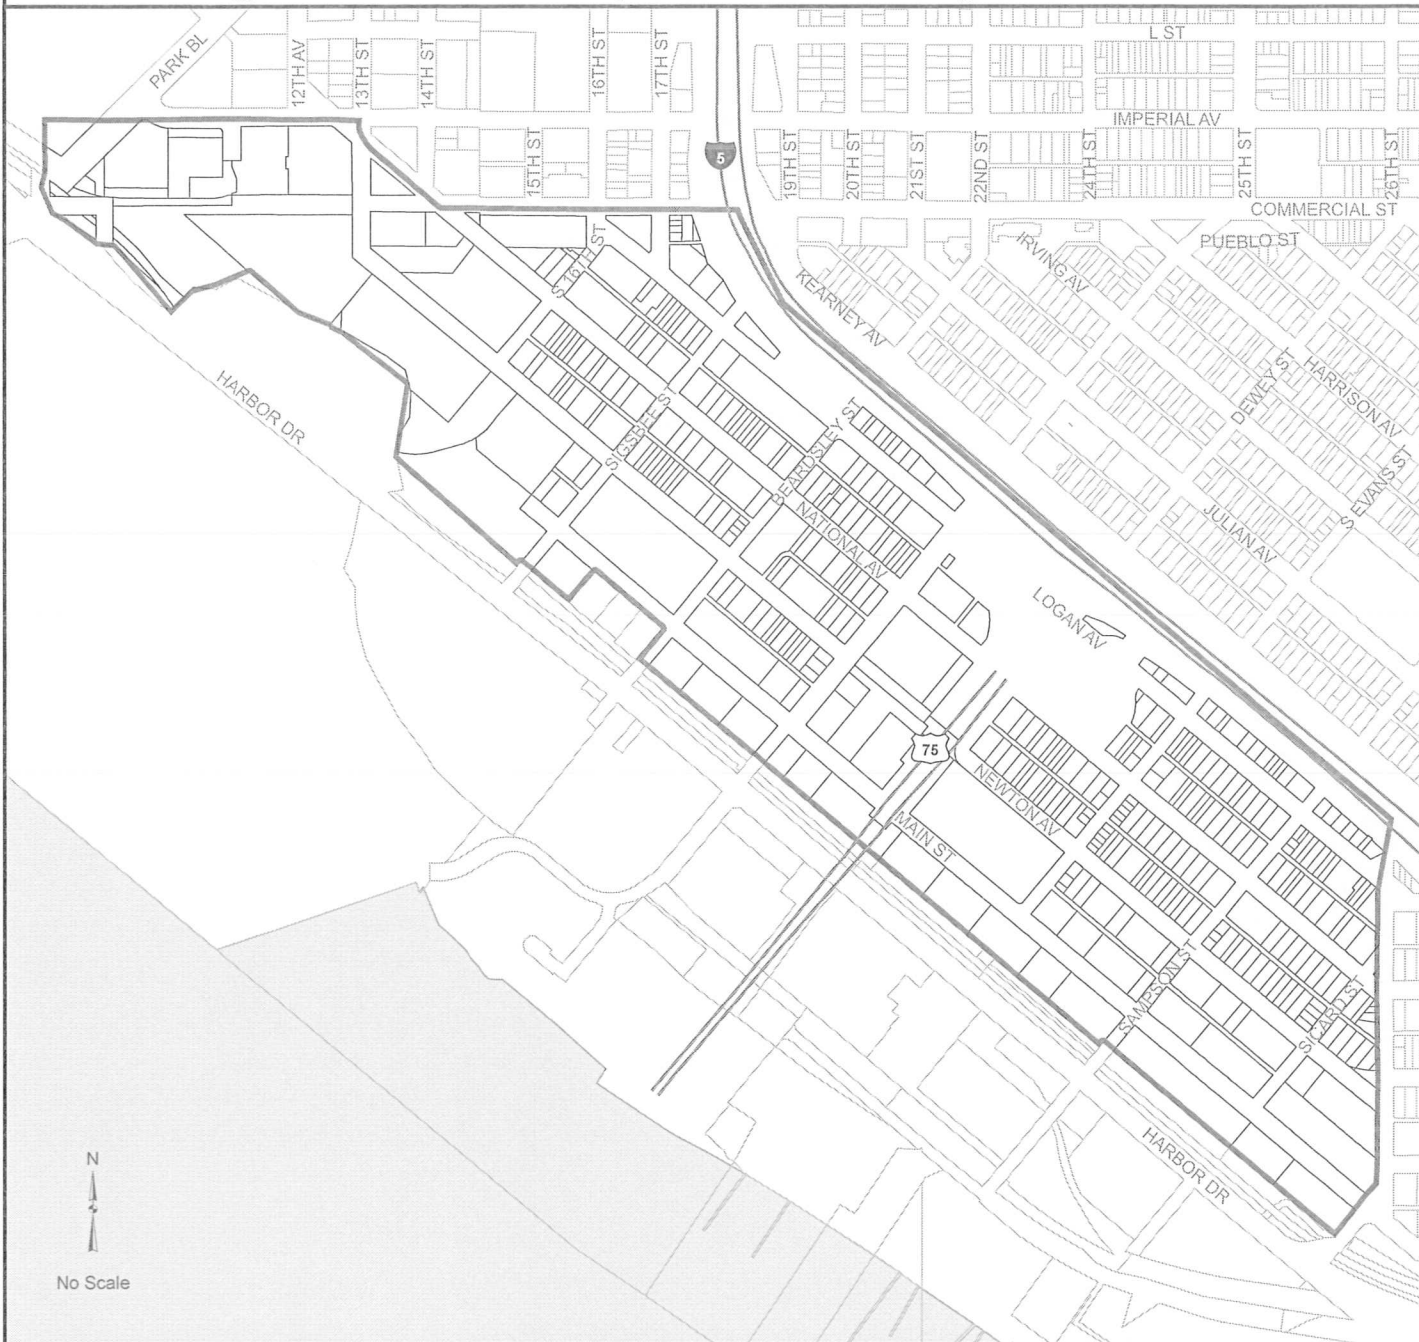 L ST
PARK BL
12TH AV
13TH ST
14TH ST
16TH ST
17TH ST
IMPERIAL AV
15TH ST
5
19TH ST
20TH ST
21ST ST
22ND ST
24TH ST
25TH ST
26TH ST
COMMERCIAL ST
PUEBLO ST
S 16TH ST
IRVING AV
KEARNEY AV
HARBOR DR
SIGSBEE ST
BEARDSLEY ST
DEWEY ST
HARRISON AV
S EVANS ST
NATIONAL AV
JULIAN AV
LOGAN AV
75
NEWTON AV
MAIN ST
SAMPSON ST
SICARD ST
HARBOR DR
N
No Scale